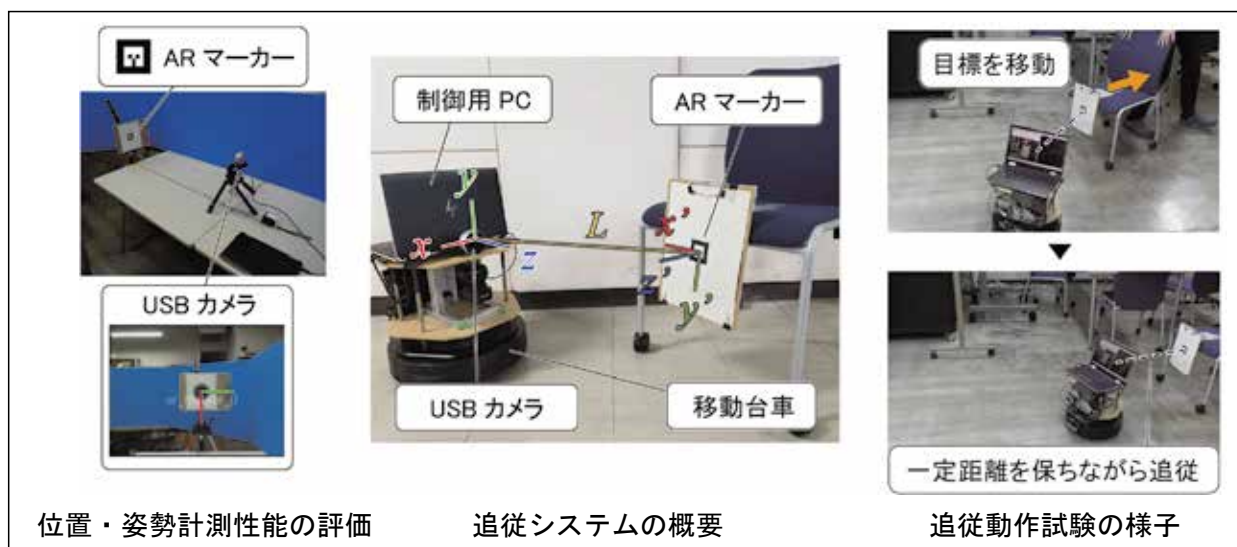 AR マーカー
USB カメラ
位置・姿勢計測性能の評価
制御用 PC
AR マーカー
y
x
z
L
x'
z'
y'
USB カメラ
移動台車
追従システムの概要
目標を移動
一定距離を保ちながら追従
追従動作試験の様子